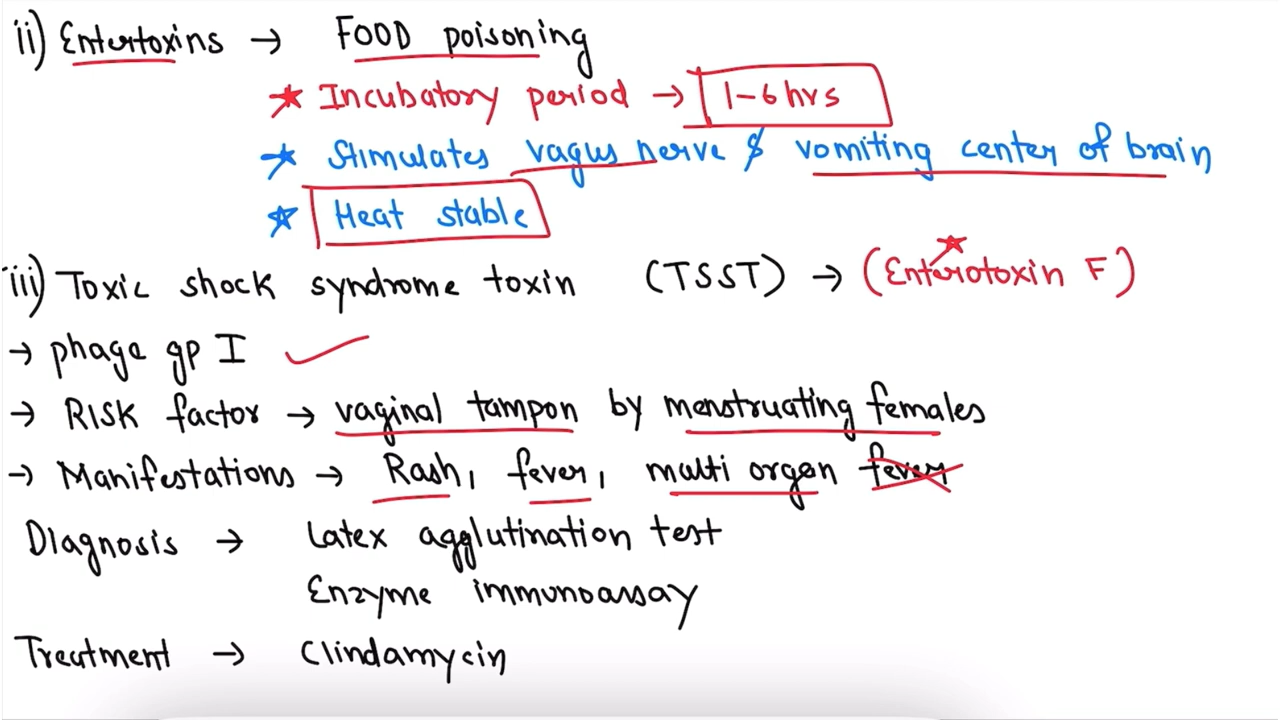 ii) Entertoxins → FOOD poisoning
★ Incubatory period → 1-6 hrs
★ Stimulates vagus nerve $ vomiting center of brain
★ Heat stable
iii) Toxic shock syndrome toxin (TSST) → (Enterotoxin F)
→ phage gp I ✓
→ RISK factor → vaginal tampon by menstruating females
→ Manifestations → Rash, fever, multi organ fever
Diagnosis → Latex agglutination test
Enzyme immunoassay
Treatment → Clindamycin